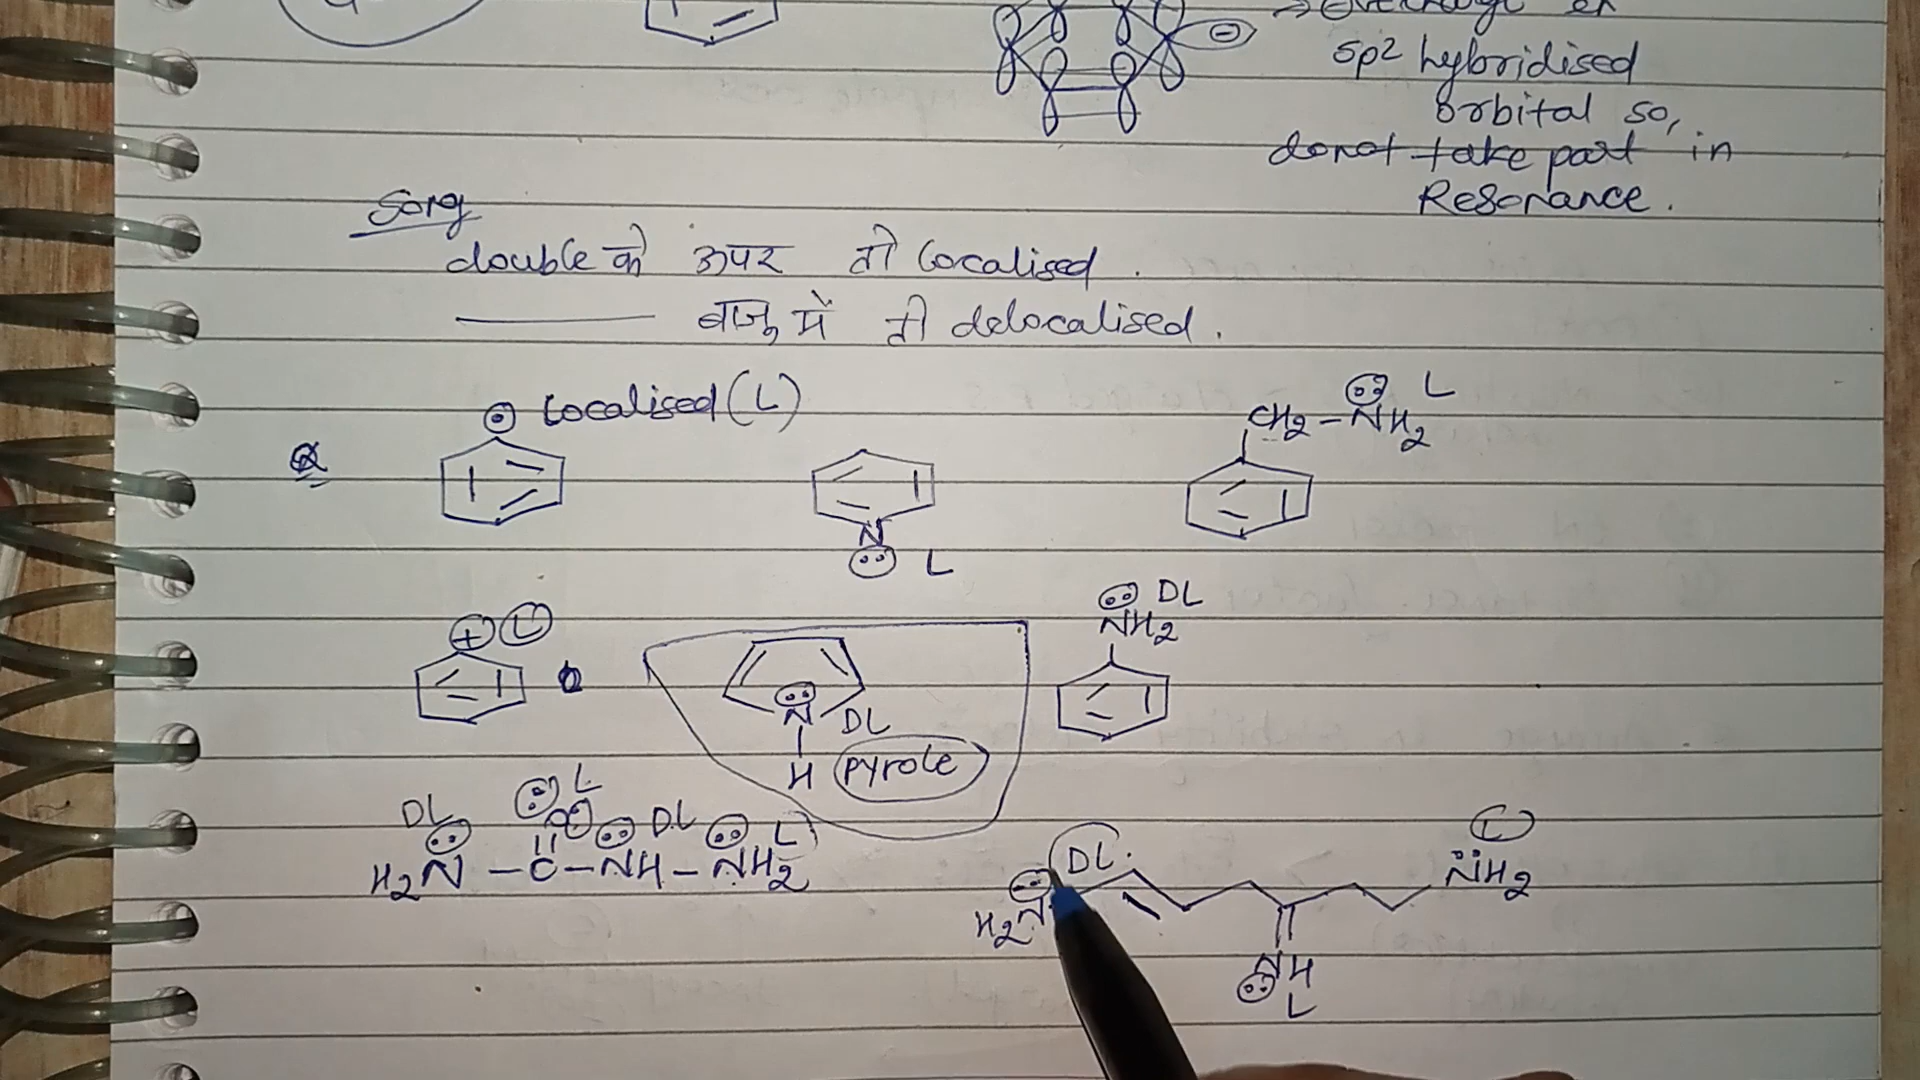 sp2 hybridised
orbital so,
donot take part in
Resonance.
Song
double के उपर तो localised.
बाजू में तो delocalised.
Q
localised (L)
N
L
CH2-NH2 L
+ L
N
DL
H
pyrole
NH2 DL
DL L DL L
H2N-C-NH-NH2
O
DL.
H2N
NH
L
NH2
L